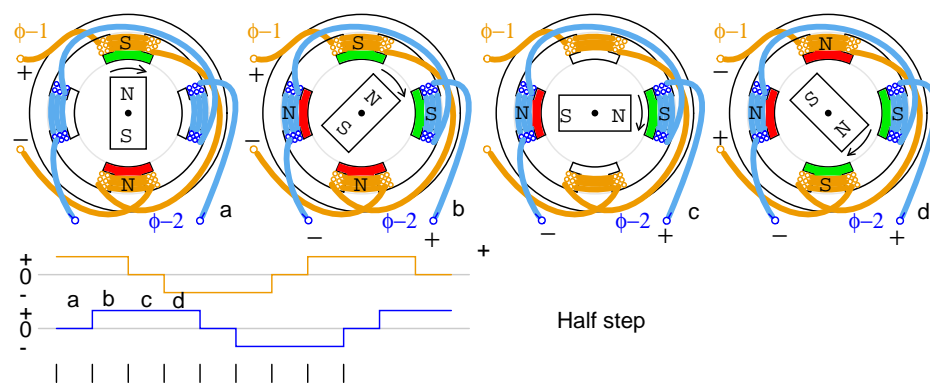 ϕ−1 ϕ−1 ϕ−1 ϕ−1
S S N
+ + −
N N S S N
N S N S S N N S
S S N
− − +
N N S
a b c d
ϕ−2 ϕ−2 ϕ−2 ϕ−2
− + − + − +
+
+
0
-
a b c d
+
0
-
Half step